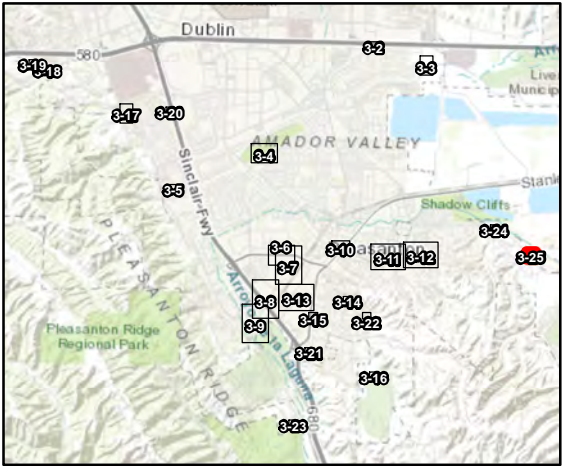 Dublin
580
3-2
3-19
3-18
3-3
Arro
Live
Municip
3-17
3-20
AMADOR VALLEY
3-4
Sinclair Fwy
Stanl
3-5
Shadow Cliffs
3-24
3-6
3-10
asanton
3-11
3-12
3-25
3-7
PLEASANTON RIDGE
3-8
3-13
3-14
Arroyo
la Laguna
3-9
3-15
3-22
Pleasanton Ridge
Regional Park
3-21
3-16
680
3-23